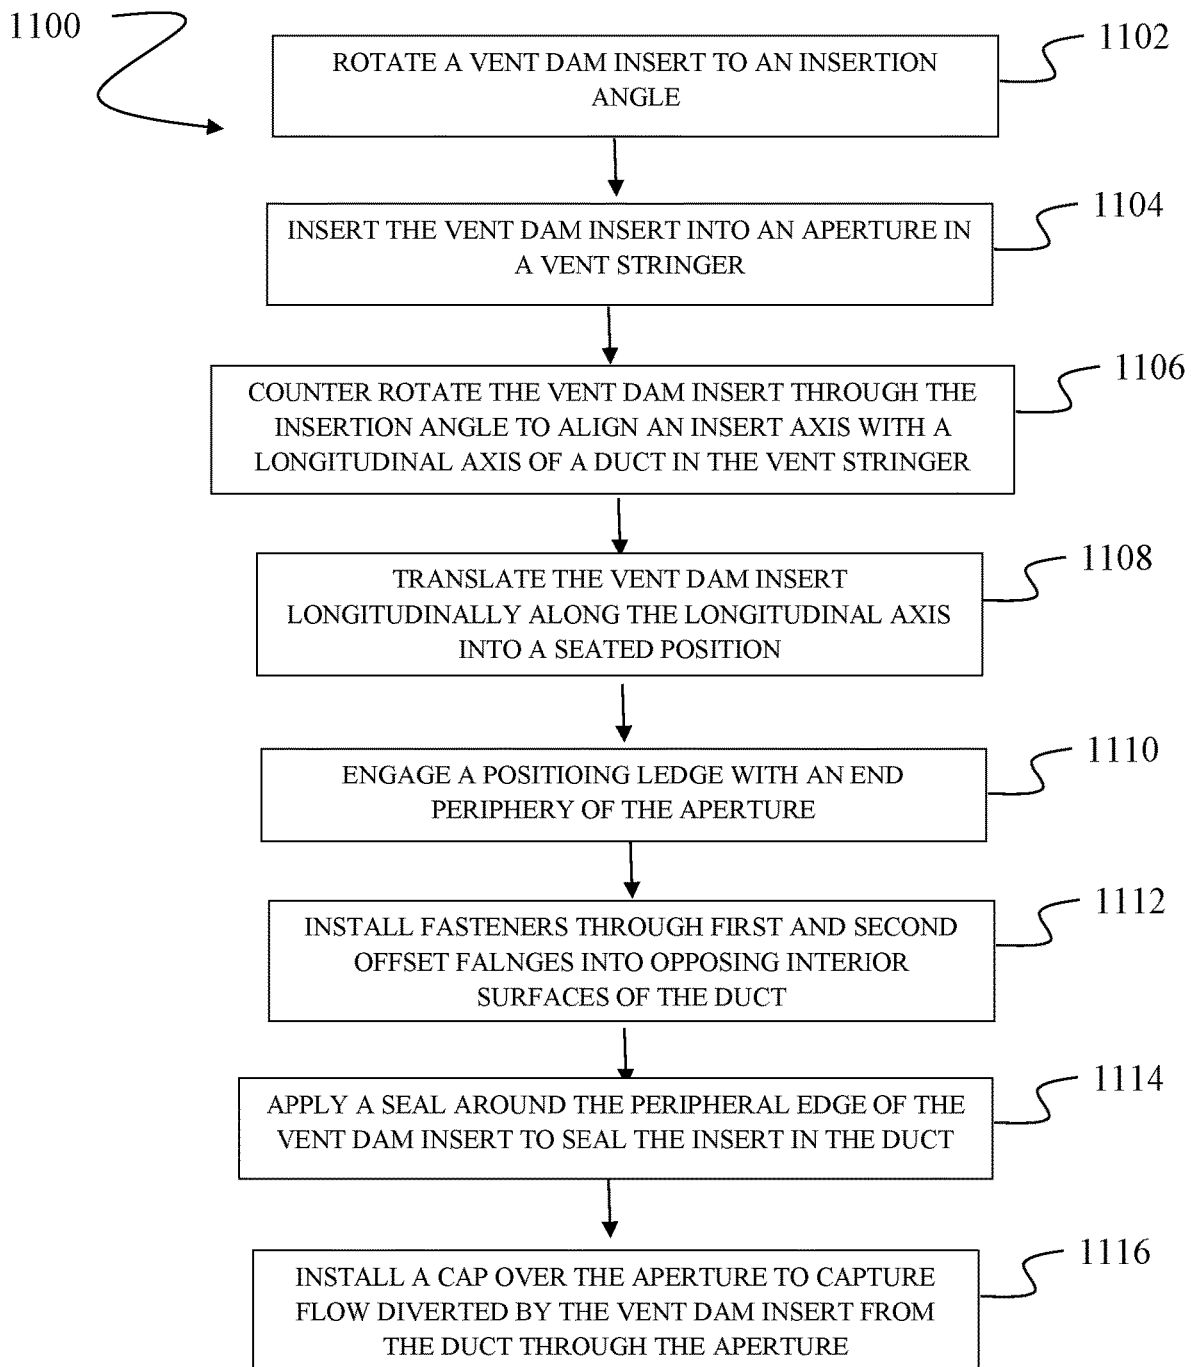 1100
1102
ROTATE A VENT DAM INSERT TO AN INSERTION
ANGLE
1104
INSERT THE VENT DAM INSERT INTO AN APERTURE IN
A VENT STRINGER
1106
COUNTER ROTATE THE VENT DAM INSERT THROUGH THE
INSERTION ANGLE TO ALIGN AN INSERT AXIS WITH A
LONGITUDINAL AXIS OF A DUCT IN THE VENT STRINGER
1108
TRANSLATE THE VENT DAM INSERT
LONGITUDINALLY ALONG THE LONGITUDINAL AXIS
INTO A SEATED POSITION
1110
ENGAGE A POSITIOING LEDGE WITH AN END
PERIPHERY OF THE APERTURE
1112
INSTALL FASTENERS THROUGH FIRST AND SECOND
OFFSET FALNGES INTO OPPOSING INTERIOR
SURFACES OF THE DUCT
1114
APPLY A SEAL AROUND THE PERIPHERAL EDGE OF THE
VENT DAM INSERT TO SEAL THE INSERT IN THE DUCT
1116
INSTALL A CAP OVER THE APERTURE TO CAPTURE
FLOW DIVERTED BY THE VENT DAM INSERT FROM
THE DUCT THROUGH THE APERTURE